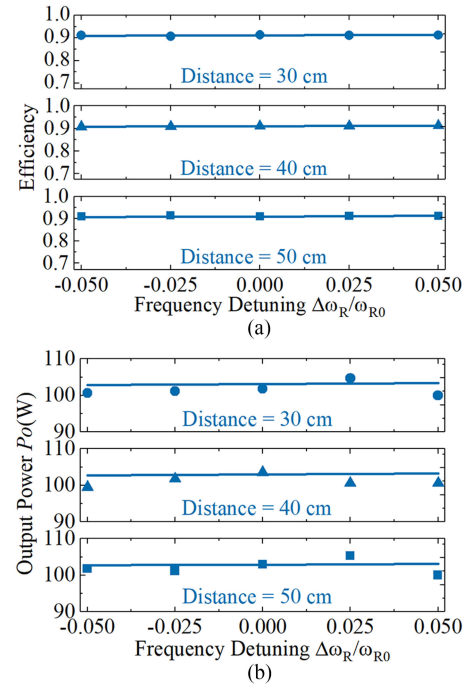 1.0
0.9
0.8
0.7
Distance = 30 cm
1.0
0.9
0.8
0.7
Distance = 40 cm
1.0
0.9
0.8
0.7
Distance = 50 cm
Efficiency
-0.050 -0.025 0.000 0.025 0.050
Frequency Detuning Δω_R/ω_R0
(a)
110
100
90
Distance = 30 cm
110
100
90
Distance = 40 cm
110
100
90
Distance = 50 cm
Output Power Po(W)
-0.050 -0.025 0.000 0.025 0.050
Frequency Detuning Δω_R/ω_R0
(b)